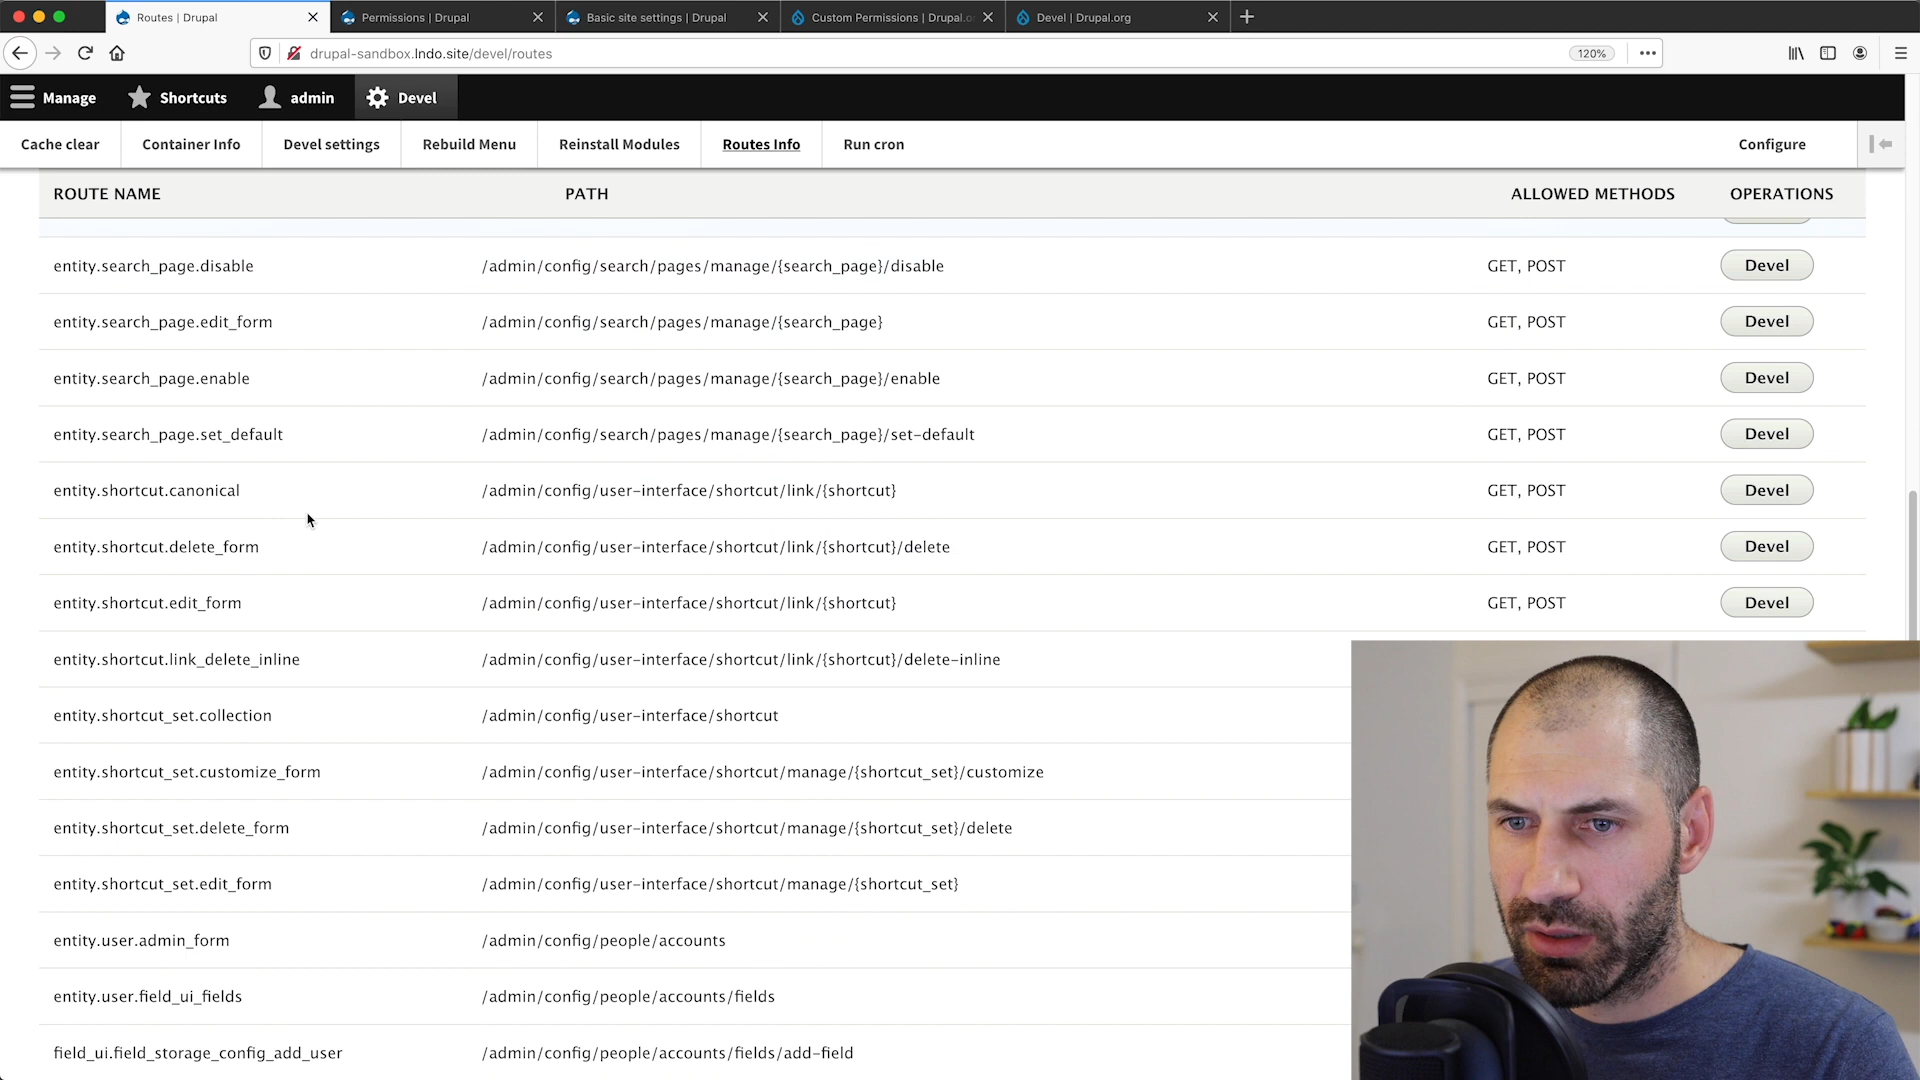 Routes | Drupal
Permissions | Drupal
Basic site settings | Drupal
Custom Permissions | Drupal.o
Devel | Drupal.org
drupal-sandbox.lndo.site/devel/routes
120%
Manage
Shortcuts
admin
Devel
Cache clear
Container Info
Devel settings
Rebuild Menu
Reinstall Modules
Routes Info
Run cron
Configure
ROUTE NAME PATH ALLOWED METHODS OPERATIONS
entity.search_page.disable /admin/config/search/pages/manage/{search_page}/disable GET, POST Devel
entity.search_page.edit_form /admin/config/search/pages/manage/{search_page} GET, POST Devel
entity.search_page.enable /admin/config/search/pages/manage/{search_page}/enable GET, POST Devel
entity.search_page.set_default /admin/config/search/pages/manage/{search_page}/set-default GET, POST Devel
entity.shortcut.canonical /admin/config/user-interface/shortcut/link/{shortcut} GET, POST Devel
entity.shortcut.delete_form /admin/config/user-interface/shortcut/link/{shortcut}/delete GET, POST Devel
entity.shortcut.edit_form /admin/config/user-interface/shortcut/link/{shortcut} GET, POST Devel
entity.shortcut.link_delete_inline /admin/config/user-interface/shortcut/link/{shortcut}/delete-inline
entity.shortcut_set.collection /admin/config/user-interface/shortcut
entity.shortcut_set.customize_form /admin/config/user-interface/shortcut/manage/{shortcut_set}/customize
entity.shortcut_set.delete_form /admin/config/user-interface/shortcut/manage/{shortcut_set}/delete
entity.shortcut_set.edit_form /admin/config/user-interface/shortcut/manage/{shortcut_set}
entity.user.admin_form /admin/config/people/accounts
entity.user.field_ui_fields /admin/config/people/accounts/fields
field_ui.field_storage_config_add_user /admin/config/people/accounts/fields/add-field